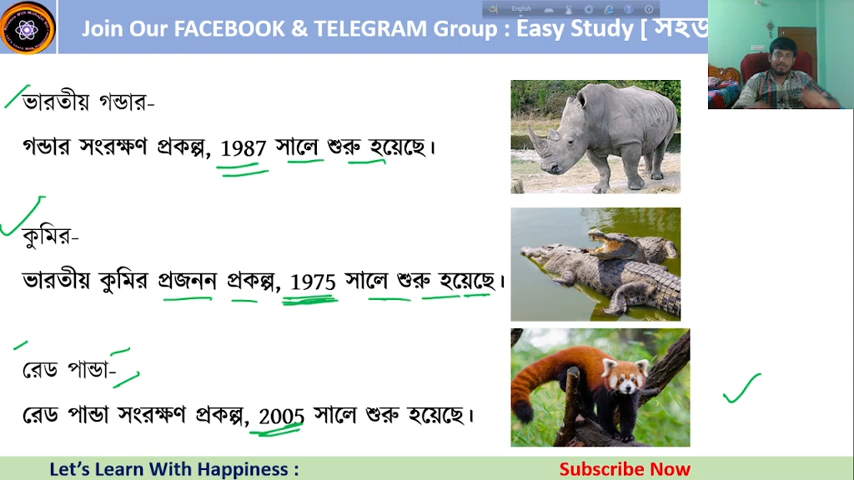 Join Our FACEBOOK & TELEGRAM Group : Easy Study [ সহজ
English
ভারতীয় গন্ডার-
গন্ডার সংরক্ষণ প্রকল্প, 1987 সালে শুরু হয়েছে।
কুমির-
ভারতীয় কুমির প্রজনন প্রকল্প, 1975 সালে শুরু হয়েছে।
রেড পান্ডা-
রেড পান্ডা সংরক্ষণ প্রকল্প, 2005 সালে শুরু হয়েছে।
Let's Learn With Happiness :
Subscribe Now